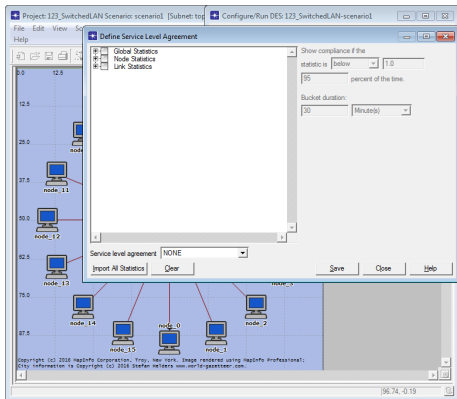 Project: 123_SwitchedLAN Scenario: scenario1 [Subnet: top
Configure/Run DES: 123_SwitchedLAN-scenario1
File Edit View
Help
Define Service Level Agreement
Global Statistics
Node Statistics
Link Statistics
Show compliance if the
statistic is below 1.0
95 percent of the time.
Bucket duration:
30 Minute(s)
Service level agreement NONE
Import All Statistics Clear Save Close Help
0.0 12.5
12.5
25.0
37.5
node_11
50.0
node_12
62.5
node_13
75.0
node_14
node_0
node_2
87.5
node_15
node_1
Copyright (c) 2016 MapInfo Corporation, Troy, New York. Image rendered using MapInfo Professional;
City information is Copyright (c) 2016 Stefan Helders www.world-gazetteer.com.
96.74, -0.19